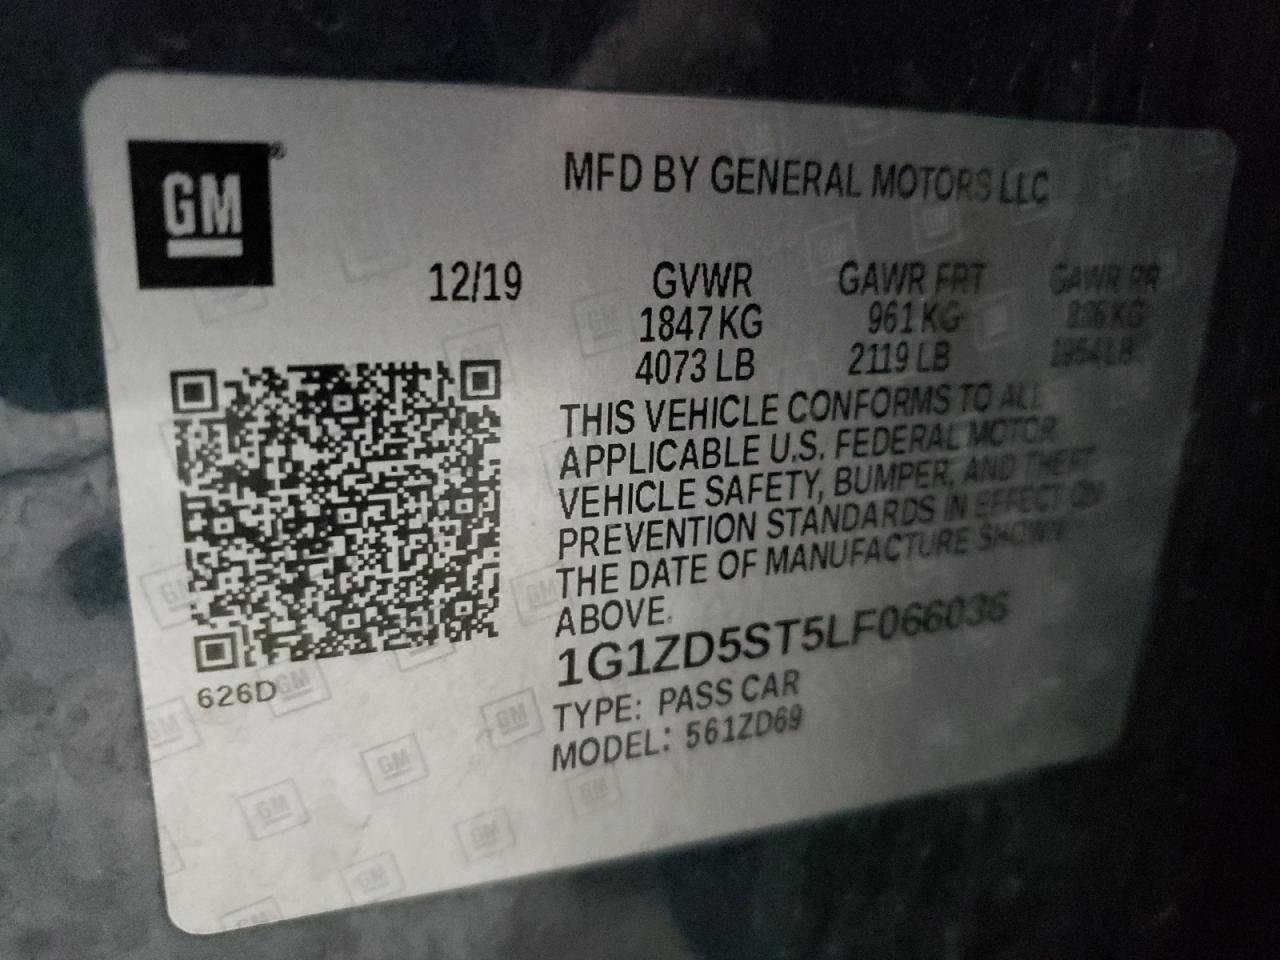 GM
MFD BY GENERAL MOTORS LLC
12/19 GVWR GAWR FRT GAWR RR
1847 KG 961 KG KG
4073 LB 2119 LB LB
THIS VEHICLE CONFORMS TO ALL
APPLICABLE U.S. FEDERAL MOTOR
VEHICLE SAFETY, BUMPER, AND THEFT
PREVENTION STANDARDS IN EFFECT ON
THE DATE OF MANUFACTURE SHOWN
ABOVE.
1G1ZD5ST5LF066036
626D
TYPE: PASS CAR
MODEL: 561ZD69